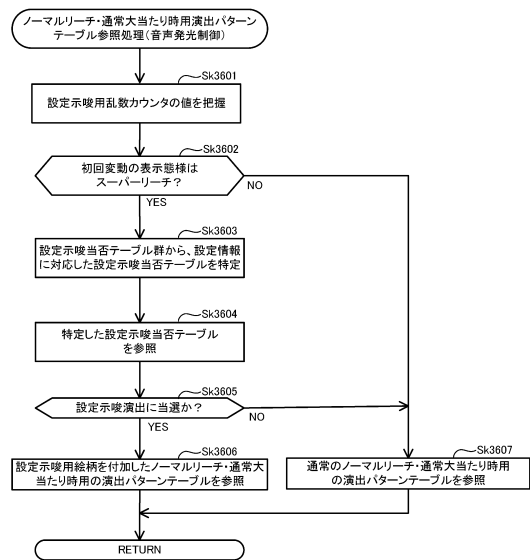 ノーマルリーチ・通常大当たり時用演出パターン
テーブル参照処理(音声発光制御)
Sk3601
設定示唆用乱数カウンタの値を把握
Sk3602
初回変動の表示態様は
スーパーリーチ?
NO
YES
Sk3603
設定示唆当否テーブル群から、設定情報
に対応した設定示唆当否テーブルを特定
Sk3604
特定した設定示唆当否テーブル
を参照
Sk3605
設定示唆演出に当選か?
NO
YES
Sk3606
設定示唆用絵柄を付加したノーマルリーチ・通常大
当たり時用の演出パターンテーブルを参照
Sk3607
通常のノーマルリーチ・通常大当たり時用
の演出パターンテーブルを参照
RETURN